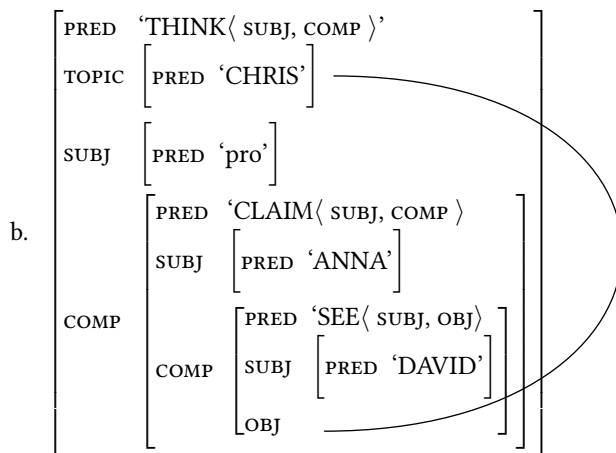 PRED ‘THINK⟨ SUBJ, COMP ⟩’
TOPIC [PRED ‘CHRIS’]
SUBJ [PRED ‘pro’]
b.
PRED ‘CLAIM⟨ SUBJ, COMP ⟩
SUBJ [PRED ‘ANNA’]
COMP
PRED ‘SEE⟨ SUBJ, OBJ⟩
COMP SUBJ [PRED ‘DAVID’]
OBJ